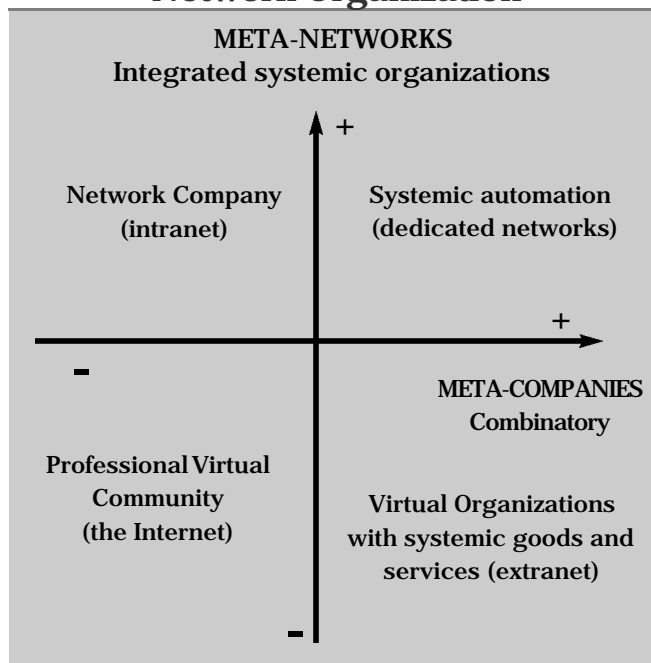 META-NETWORKS
Integrated systemic organizations
+
Network Company
(intranet)
Systemic automation
(dedicated networks)
+
-
META-COMPANIES
Combinatory
Professional Virtual
Community
(the Internet)
Virtual Organizations
with systemic goods and
services (extranet)
-